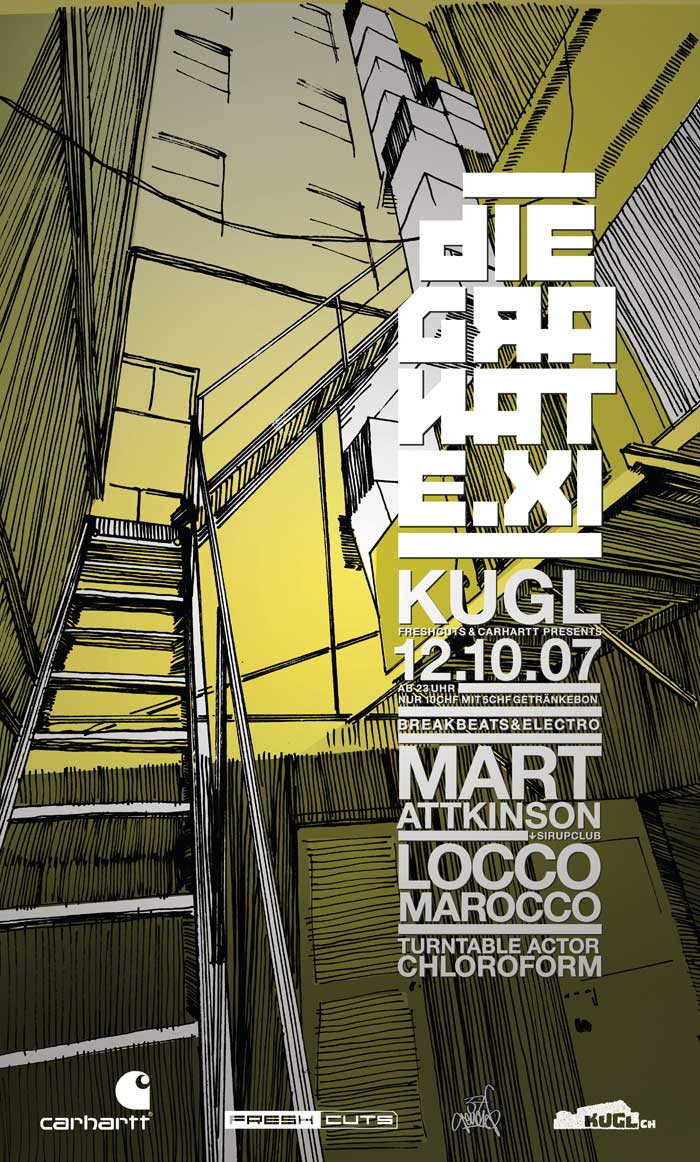 dIE
GRA
NAT
E.XI
KUGL
FRESHCUTS & CARHARTT PRESENTS
12.10.07
AB 23 UHR
NUR 10CHF MIT 5CHF GETRÄNKEBON
BREAKBEATS&ELECTRO
MART
ATTKINSON
↓SIRUPCLUB
LOCCO
MAROCCO
TURNTABLE ACTOR
CHLOROFORM
carhartt®
FRESH CUTS
KUGL CH